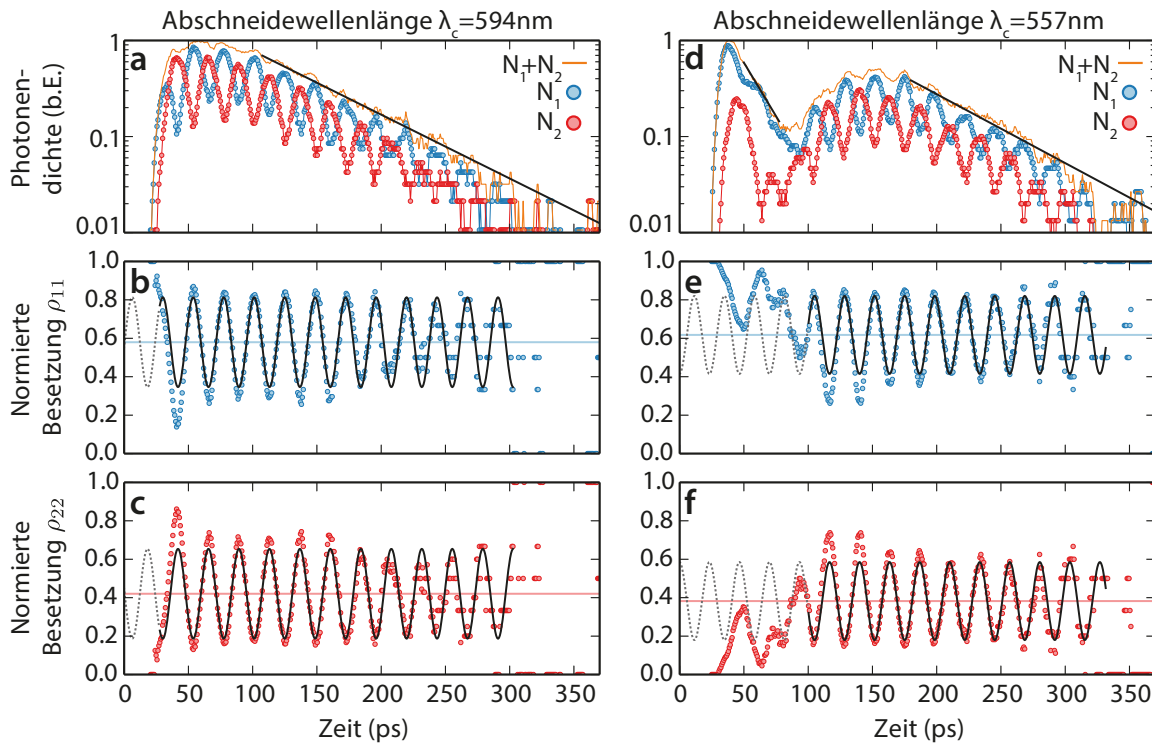 Abschneidewellenlänge λc=594nm
Abschneidewellenlänge λc=557nm
Photonen-
dichte (b.E.)
1
0.1
0.01
a
N1+N2
N1
N2
1
0.1
0.01
d
N1+N2
N1
N2
Normierte
Besetzung ρ11
1.0
0.8
0.6
0.4
0.2
0.0
b
1.0
0.8
0.6
0.4
0.2
0.0
e
Normierte
Besetzung ρ22
1.0
0.8
0.6
0.4
0.2
0.0
c
1.0
0.8
0.6
0.4
0.2
0.0
f
0 50 100 150 200 250 300 350
Zeit (ps)
0 50 100 150 200 250 300 350
Zeit (ps)